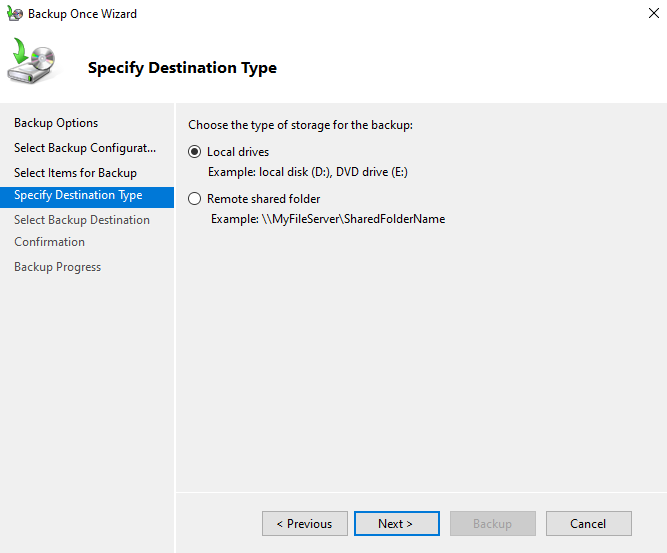 Backup Once Wizard
Specify Destination Type
Backup Options
Select Backup Configurat...
Select Items for Backup
Specify Destination Type
Select Backup Destination
Confirmation
Backup Progress
Choose the type of storage for the backup:
Local drives
Example: local disk (D:), DVD drive (E:)
Remote shared folder
Example: \\MyFileServer\SharedFolderName
< Previous
Next >
Backup
Cancel